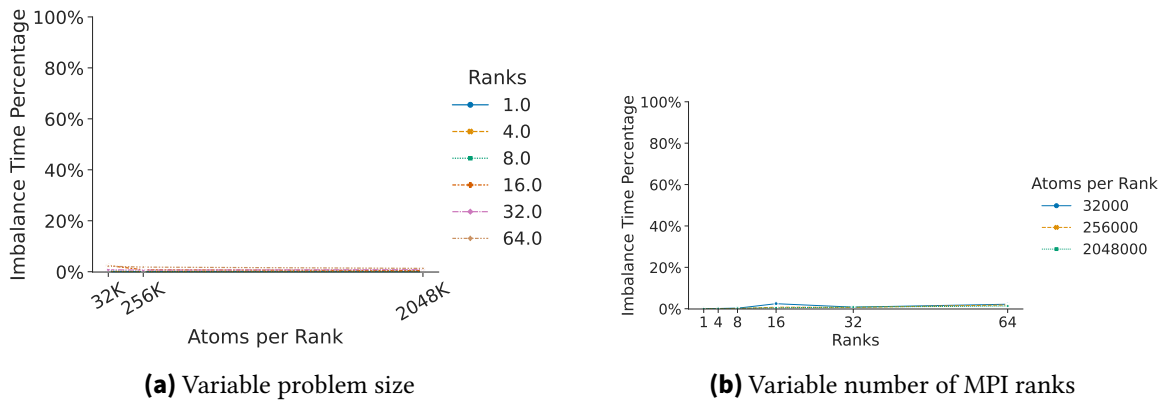 Imbalance Time Percentage
100%
80%
60%
40%
20%
0%
32K
256K
2048K
Atoms per Rank
Ranks
1.0
4.0
8.0
16.0
32.0
64.0
(a) Variable problem size
Imbalance Time Percentage
100%
80%
60%
40%
20%
0%
1 4 8 16 32 64
Ranks
Atoms per Rank
32000
256000
2048000
(b) Variable number of MPI ranks